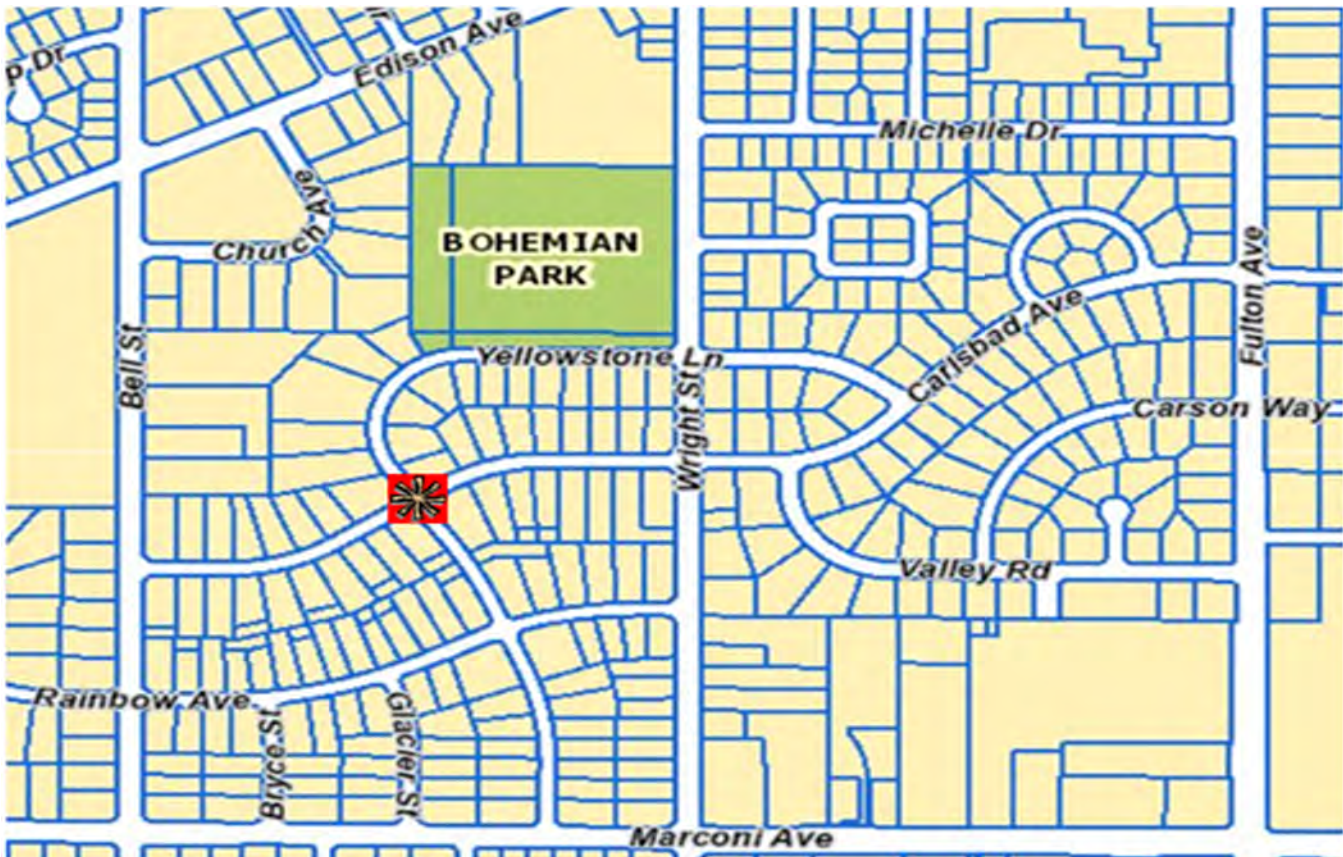 Edison Ave
p Dr
Michelle Dr
Church Ave
BOHEMIAN
PARK
Fulton Ave
Carlsbad Ave
Bell St
Yellowstone Ln
Wright St
Carson Way
Valley Rd
Rainbow Ave
Bryce St
Glacier St
Marconi Ave